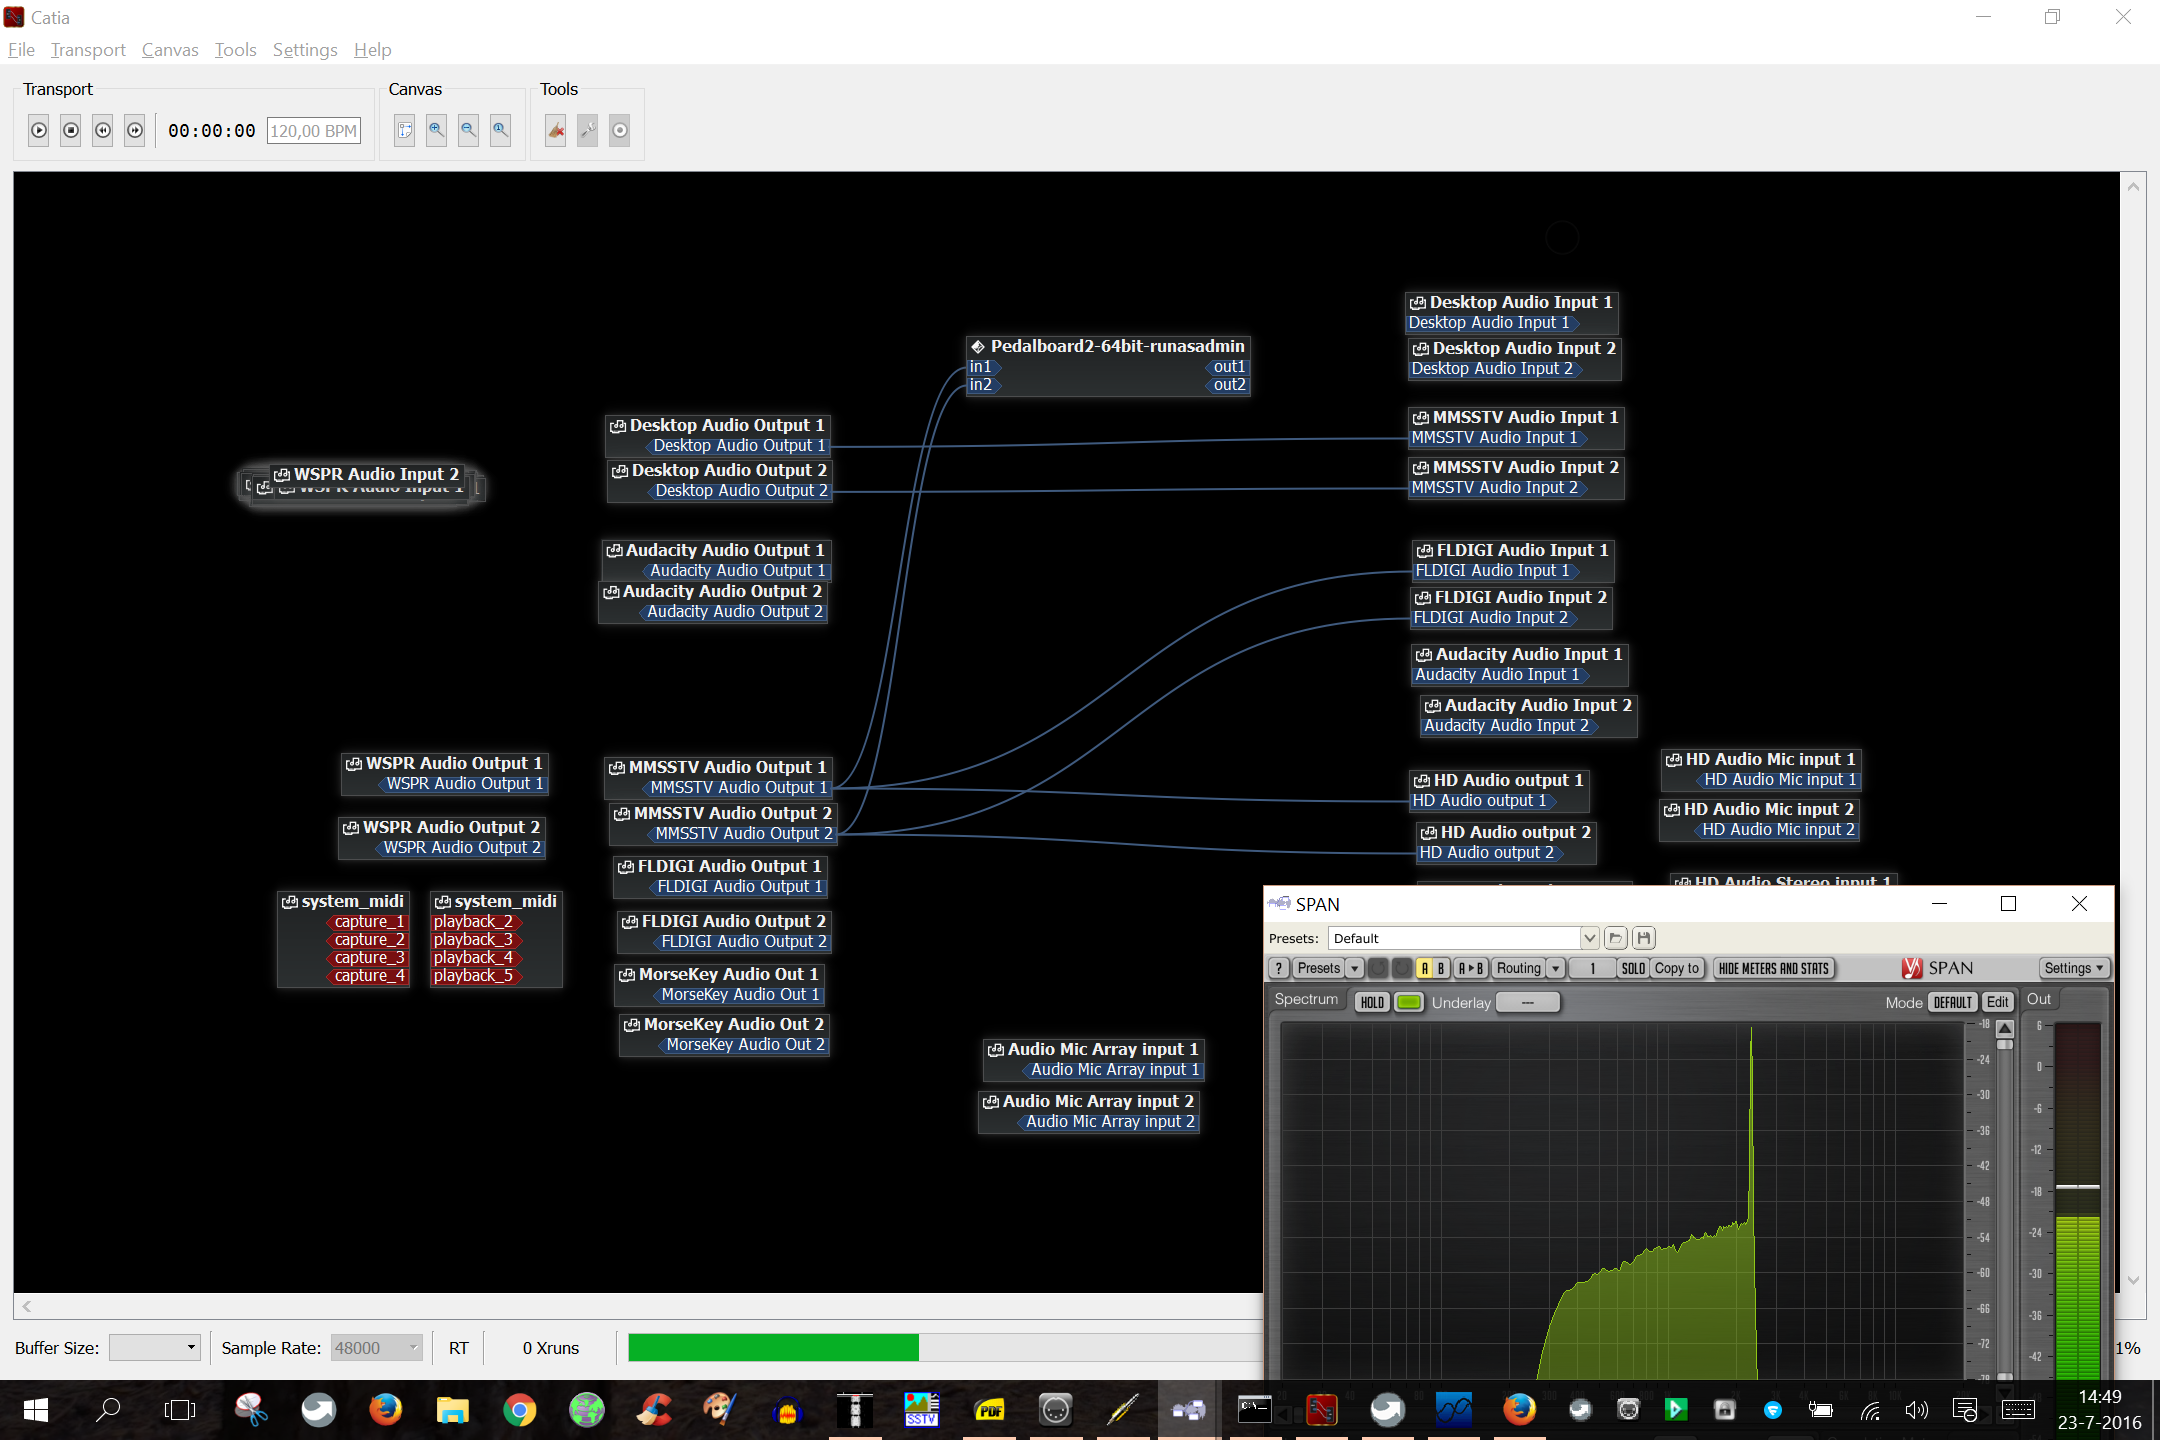 Catia
File Transport Canvas Tools Settings Help
Transport Canvas Tools
00:00:00 120,00 BPM
Desktop Audio Input 1
Desktop Audio Input 1
Desktop Audio Input 2
Desktop Audio Input 2
Pedalboard2-64bit-runasadmin
in1 out1
in2 out2
MMSSTV Audio Input 1
MMSSTV Audio Input 1
MMSSTV Audio Input 2
MMSSTV Audio Input 2
Desktop Audio Output 1
Desktop Audio Output 1
Desktop Audio Output 2
Desktop Audio Output 2
WSPR Audio Input 2
WSPR Audio Input 1
Audacity Audio Output 1
Audacity Audio Output 1
Audacity Audio Output 2
Audacity Audio Output 2
FLDIGI Audio Input 1
FLDIGI Audio Input 1
FLDIGI Audio Input 2
FLDIGI Audio Input 2
Audacity Audio Input 1
Audacity Audio Input 1
Audacity Audio Input 2
Audacity Audio Input 2
WSPR Audio Output 1
WSPR Audio Output 1
WSPR Audio Output 2
WSPR Audio Output 2
MMSSTV Audio Output 1
MMSSTV Audio Output 1
MMSSTV Audio Output 2
MMSSTV Audio Output 2
HD Audio output 1
HD Audio output 1
HD Audio output 2
HD Audio output 2
HD Audio Mic input 1
HD Audio Mic input 1
HD Audio Mic input 2
HD Audio Mic input 2
HD Audio Stereo input 1
FLDIGI Audio Output 1
FLDIGI Audio Output 1
FLDIGI Audio Output 2
FLDIGI Audio Output 2
system_midi
capture_1
capture_2
capture_3
capture_4
system_midi
playback_2
playback_3
playback_4
playback_5
MorseKey Audio Out 1
MorseKey Audio Out 1
MorseKey Audio Out 2
MorseKey Audio Out 2
Audio Mic Array input 1
Audio Mic Array input 1
Audio Mic Array input 2
Audio Mic Array input 2
SPAN
Presets: Default
? Presets A B A▸B Routing 1 SOLO Copy to HIDE METERS AND STATS SPAN Settings
Spectrum HOLD Underlay --- Mode DEFAULT Edit Out
-18
-24
-30
-36
-42
-48
-54
-60
-66
-72
-78
6
0
-6
-12
-18
-24
-30
-36
-42
Buffer Size: Sample Rate: 48000 RT 0 Xruns 1%
SSTV
PDF
C:\
14:49
23-7-2016